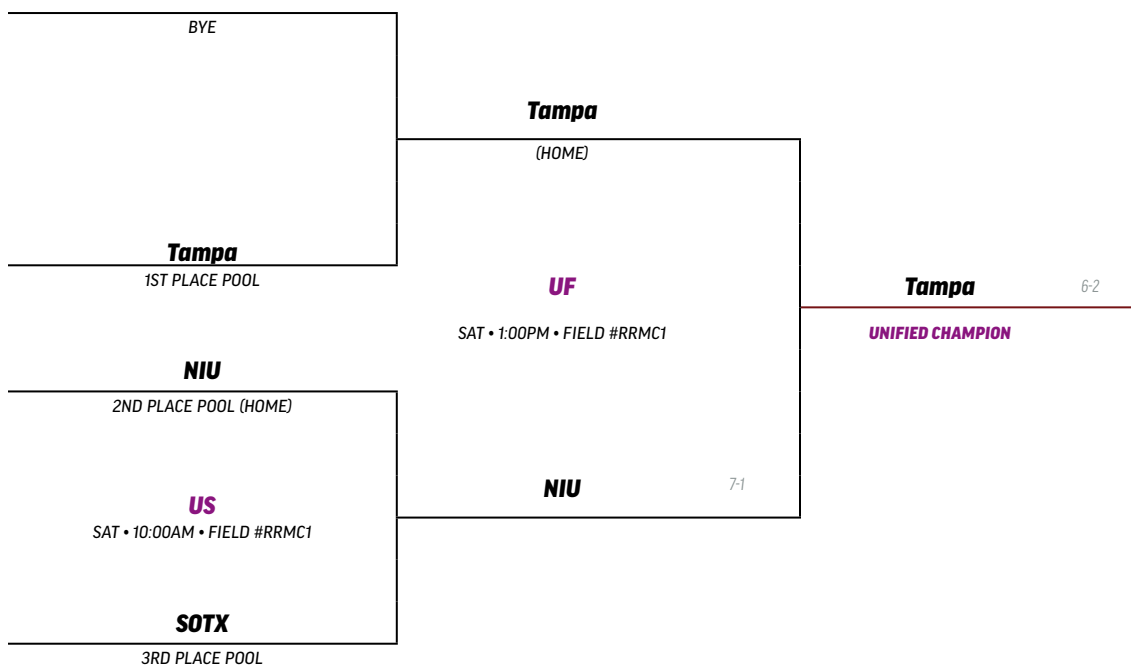 BYE
Tampa
(HOME)
Tampa
1ST PLACE POOL
UF
SAT • 1:00PM • FIELD #RRMC1
Tampa 6-2
UNIFIED CHAMPION
NIU
2ND PLACE POOL (HOME)
US
SAT • 10:00AM • FIELD #RRMC1
NIU 7-1
SOTX
3RD PLACE POOL